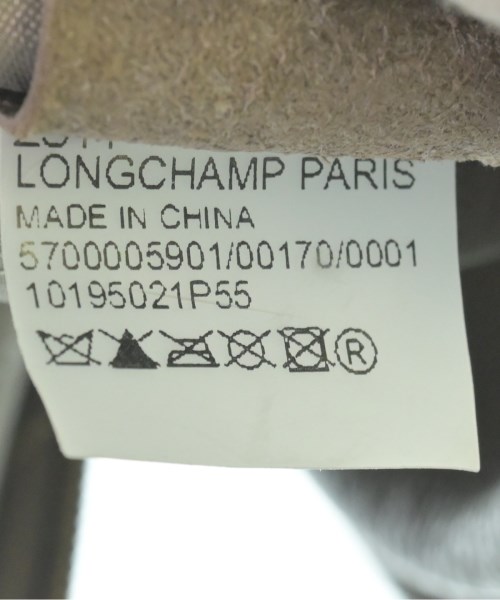 LONGCHAMP PARIS
MADE IN CHINA
5700005901/00170/0001
10195021P55
R